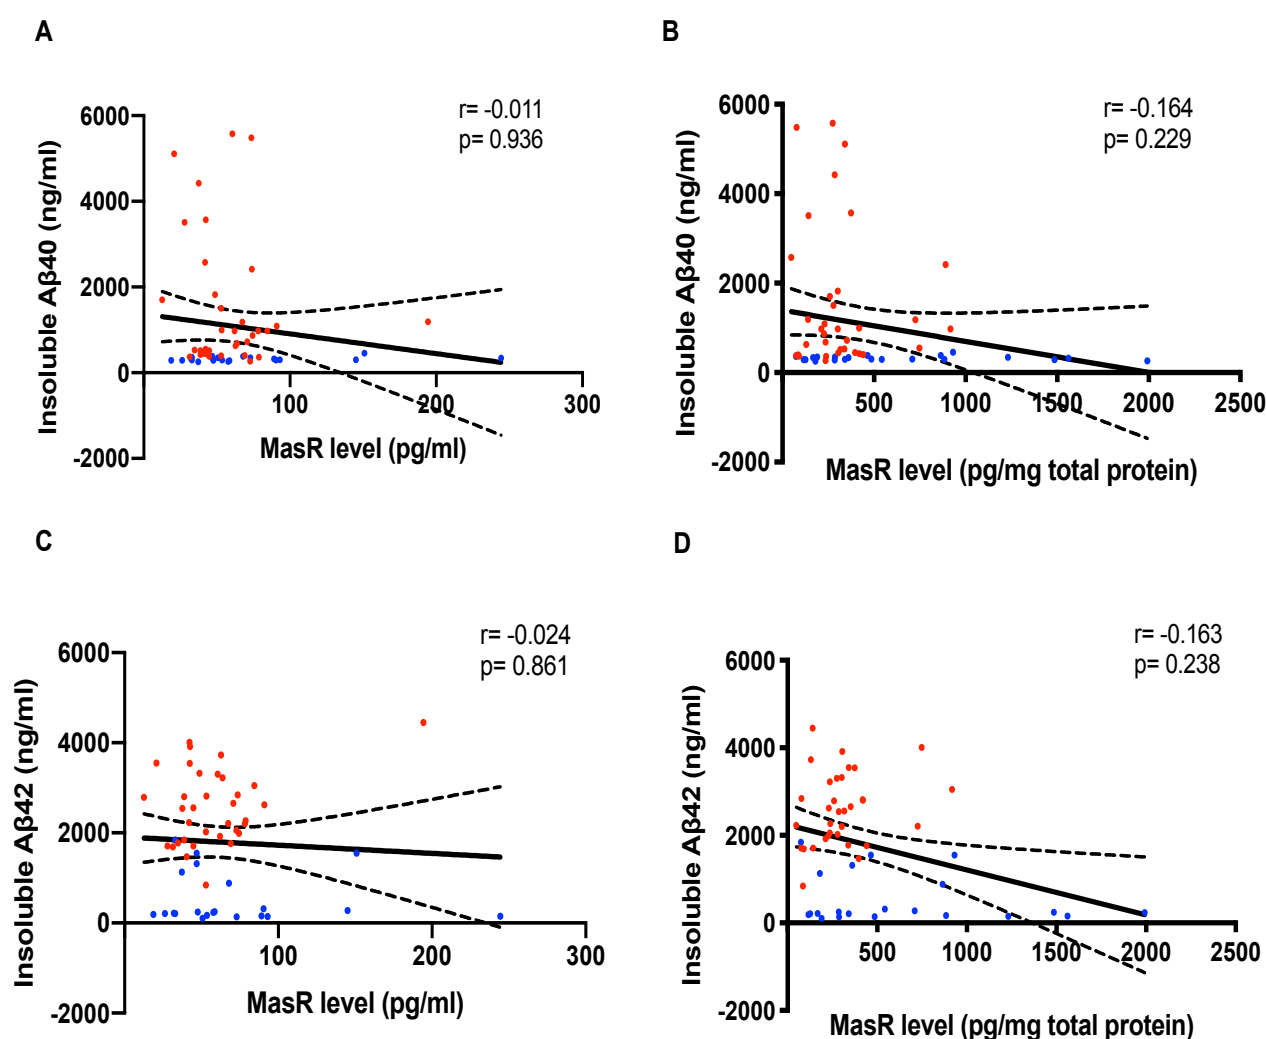 A
r= -0.011
p= 0.936
6000
4000
2000
0
-2000
100
200
300
Insoluble Aβ40 (ng/ml)
MasR level (pg/ml)
B
r= -0.164
p= 0.229
6000
4000
2000
0
-2000
500
1000
1500
2000
2500
Insoluble Aβ40 (ng/ml)
MasR level (pg/mg total protein)
C
r= -0.024
p= 0.861
6000
4000
2000
0
-2000
100
200
300
Insoluble Aβ42 (ng/ml)
MasR level (pg/ml)
D
r= -0.163
p= 0.238
6000
4000
2000
0
-2000
500
1000
1500
2000
2500
Insoluble Aβ42 (ng/ml)
MasR level (pg/mg total protein)